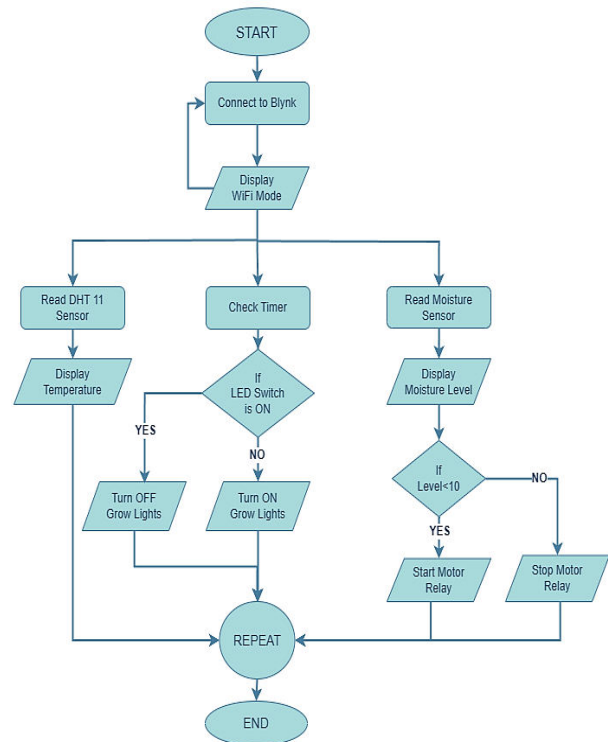 START
Connect to Blynk
Display
WiFi Mode
Read DHT 11
Sensor
Check Timer
Read Moisture
Sensor
Display
Temperature
If
LED Switch
is ON
Display
Moisture Level
YES
NO
If
Level<10
NO
YES
Turn OFF
Grow Lights
Turn ON
Grow Lights
Start Motor
Relay
Stop Motor
Relay
REPEAT
END